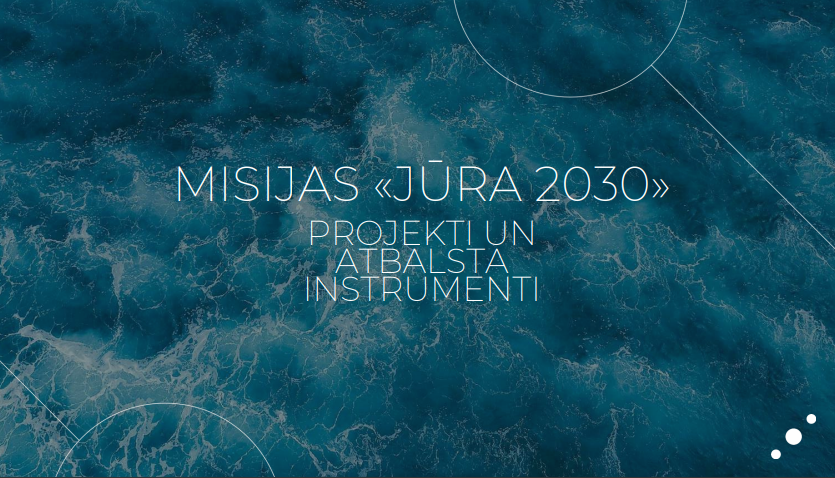 MISIJAS «JŪRA 2030»
PROJEKTI UN
ATBALSTA
INSTRUMENTI